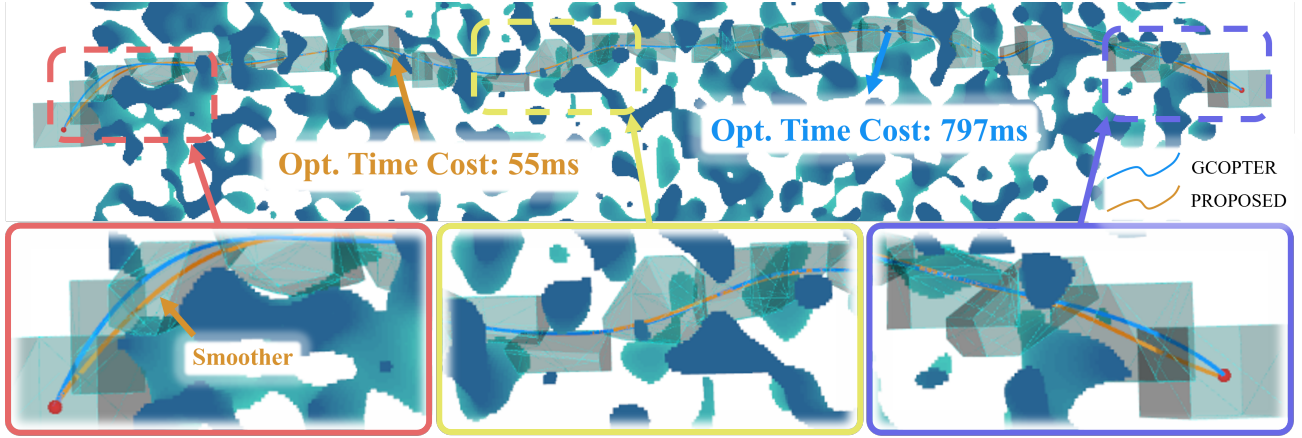 Opt. Time Cost: 55ms
Opt. Time Cost: 797ms
GCOPTER
PROPOSED
Smoother